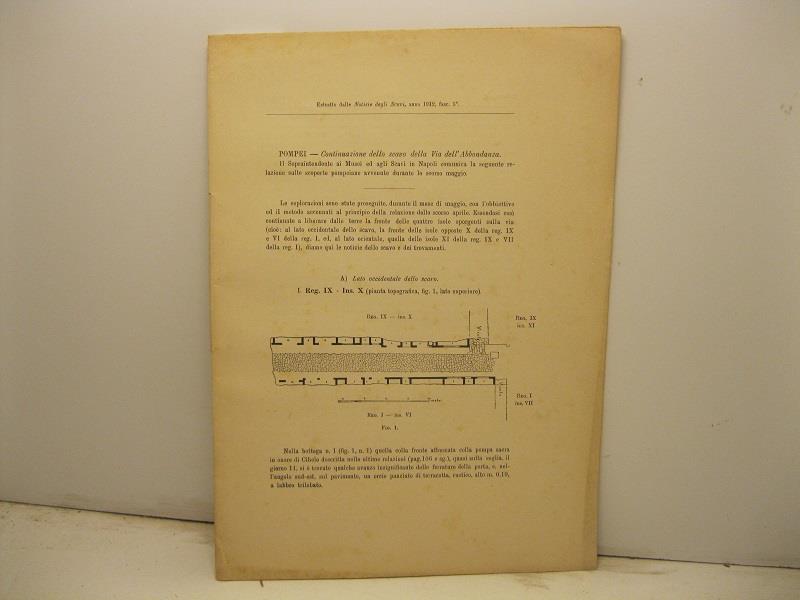 Estratto dalle Notizie degli Scavi, anno 1912, fasc. 5°.
POMPEI — Continuazione dello scavo della Via dell'Abbondanza.
Il Soprintendente ai Musei ed agli Scavi in Napoli comunica la seguente re-
lazione sulle scoperte pompeiane avvenute durante lo scorso maggio.
Le esplorazioni sono state proseguite, durante il mese di maggio, con l'obbiettivo
ed il metodo accennati al principio della relazione dello scorso aprile. Essendosi così
continuato a liberare dalle terre la fronte delle quattro isole sporgenti sulla via
(cioè: al lato occidentale dello scavo, la fronte delle isole opposte X della reg. IX
e VI della reg. I, ed, al lato orientale, quella delle isole XI della reg. IX e VII
della reg. I), diamo qui le notizie dello scavo e dei trovamenti.
A) Lato occidentale dello scavo.
I. Reg. IX - Ins. X (pianta topografica, fig. 1, lato superiore).
Reg. IX — ins. X
Reg. IX
ins. XI
Vicolo
Vicolo
Reg. I
ins. VII
Reg. I — ins. VI
Fig. 1.
Nella bottega n. 1 (fig. 1, n. 1) quella colla fronte affrescata colla pompa sacra
in onore di Cibele descritta nelle ultime relazioni (pag. 106 e sg.), quasi sulla soglia, il
giorno 11, si è trovato qualche avanzo insignificante delle ferrature della porta, e, nel-
l'angolo sud-est, sul pavimento, un orcio panciuto di terracotta, rustico, alto m. 0,19,
a labbro trilobato.